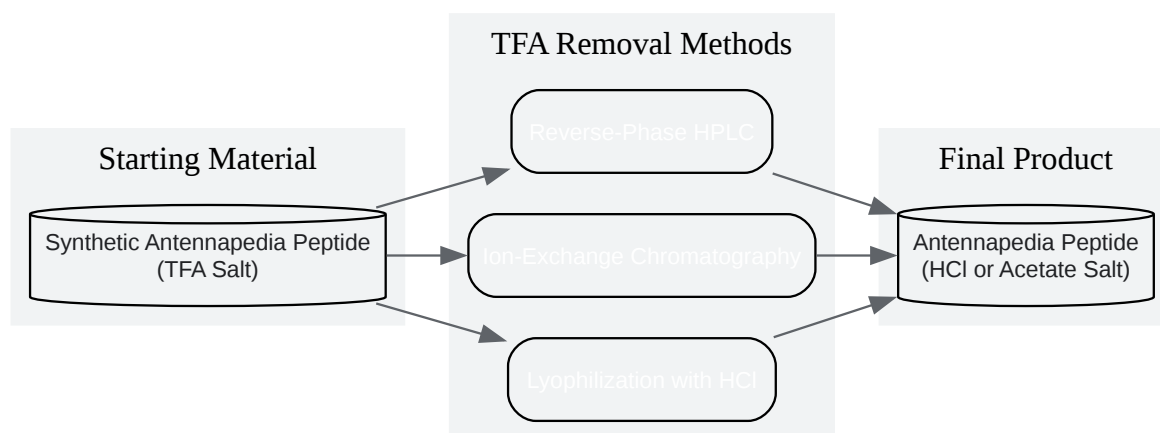 TFA Removal Methods
Reverse-Phase HPLC
Starting Material
Final Product
Synthetic Antennapedia Peptide
(TFA Salt)
Ion-Exchange Chromatography
Antennapedia Peptide
(HCl or Acetate Salt)
Lyophilization with HCl